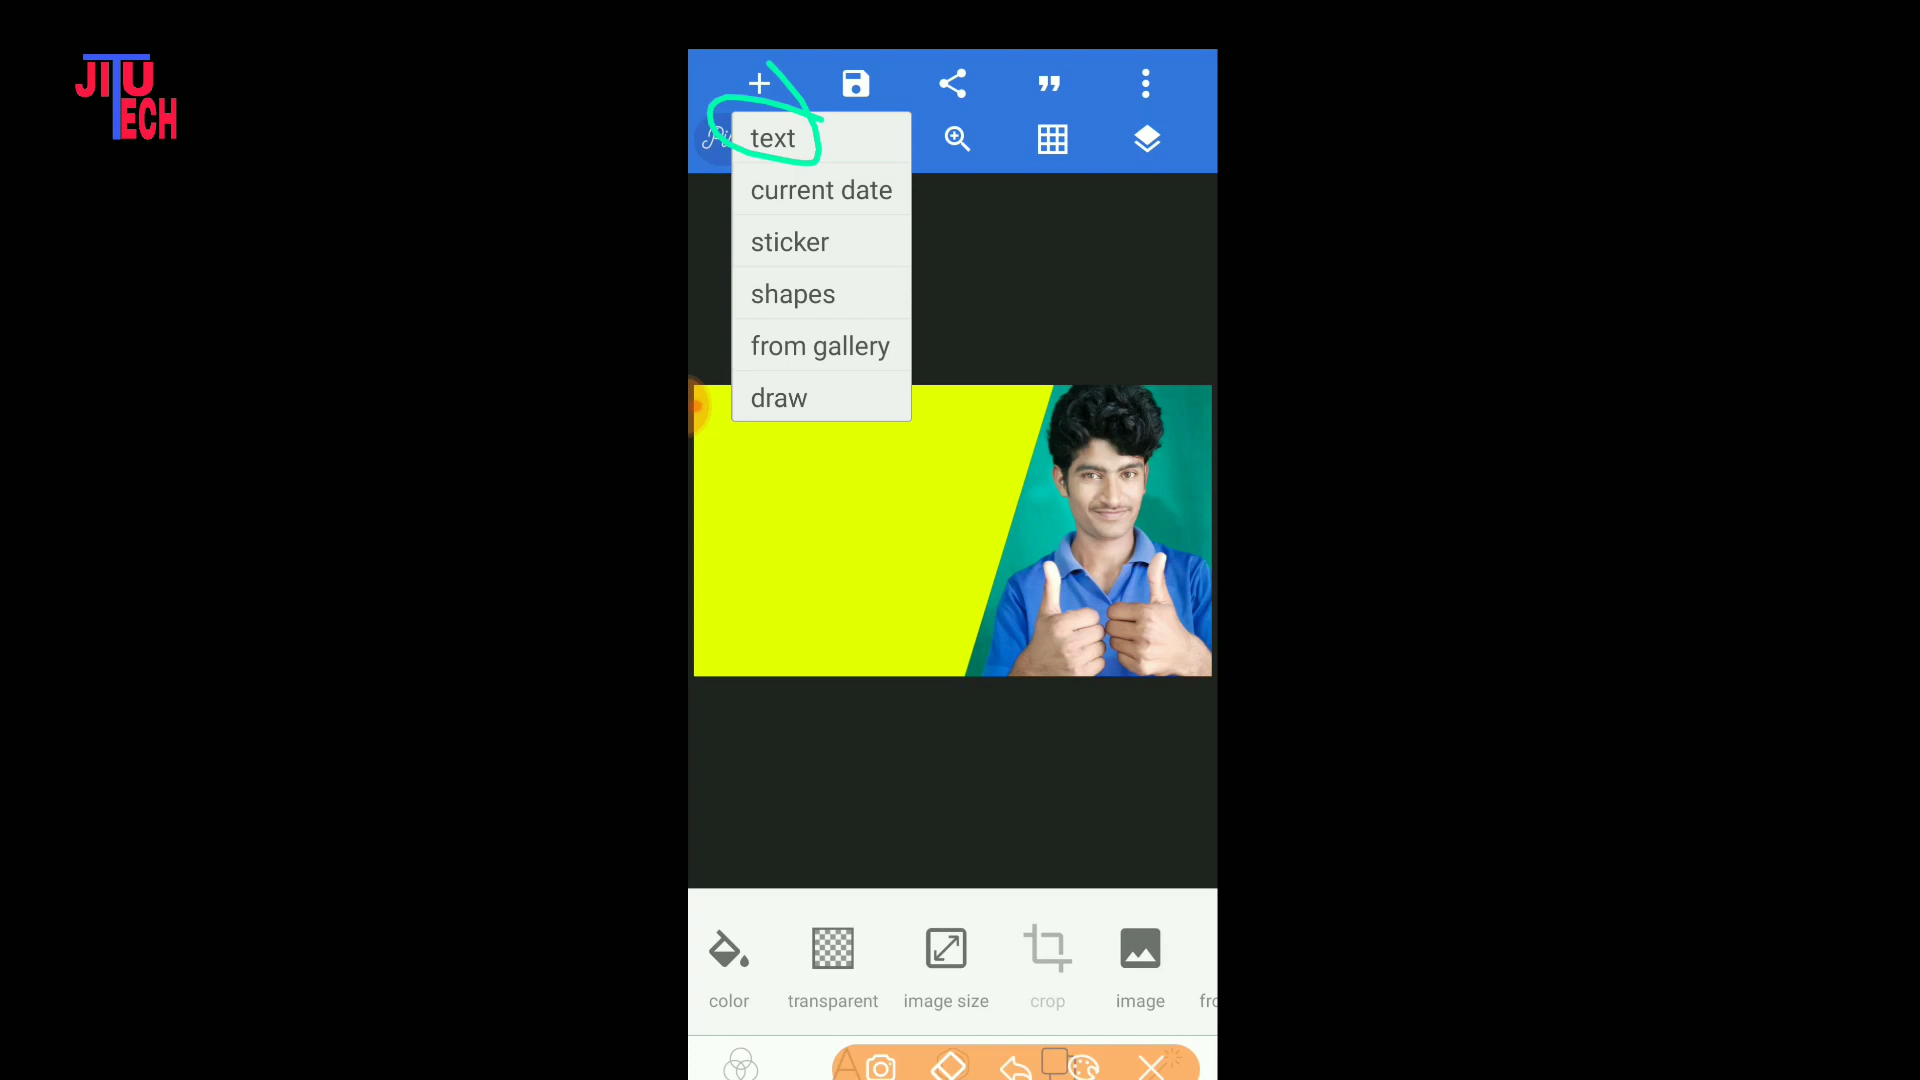 JITU
TECH
text
current date
sticker
shapes
from gallery
draw
color
transparent
image size
crop
image